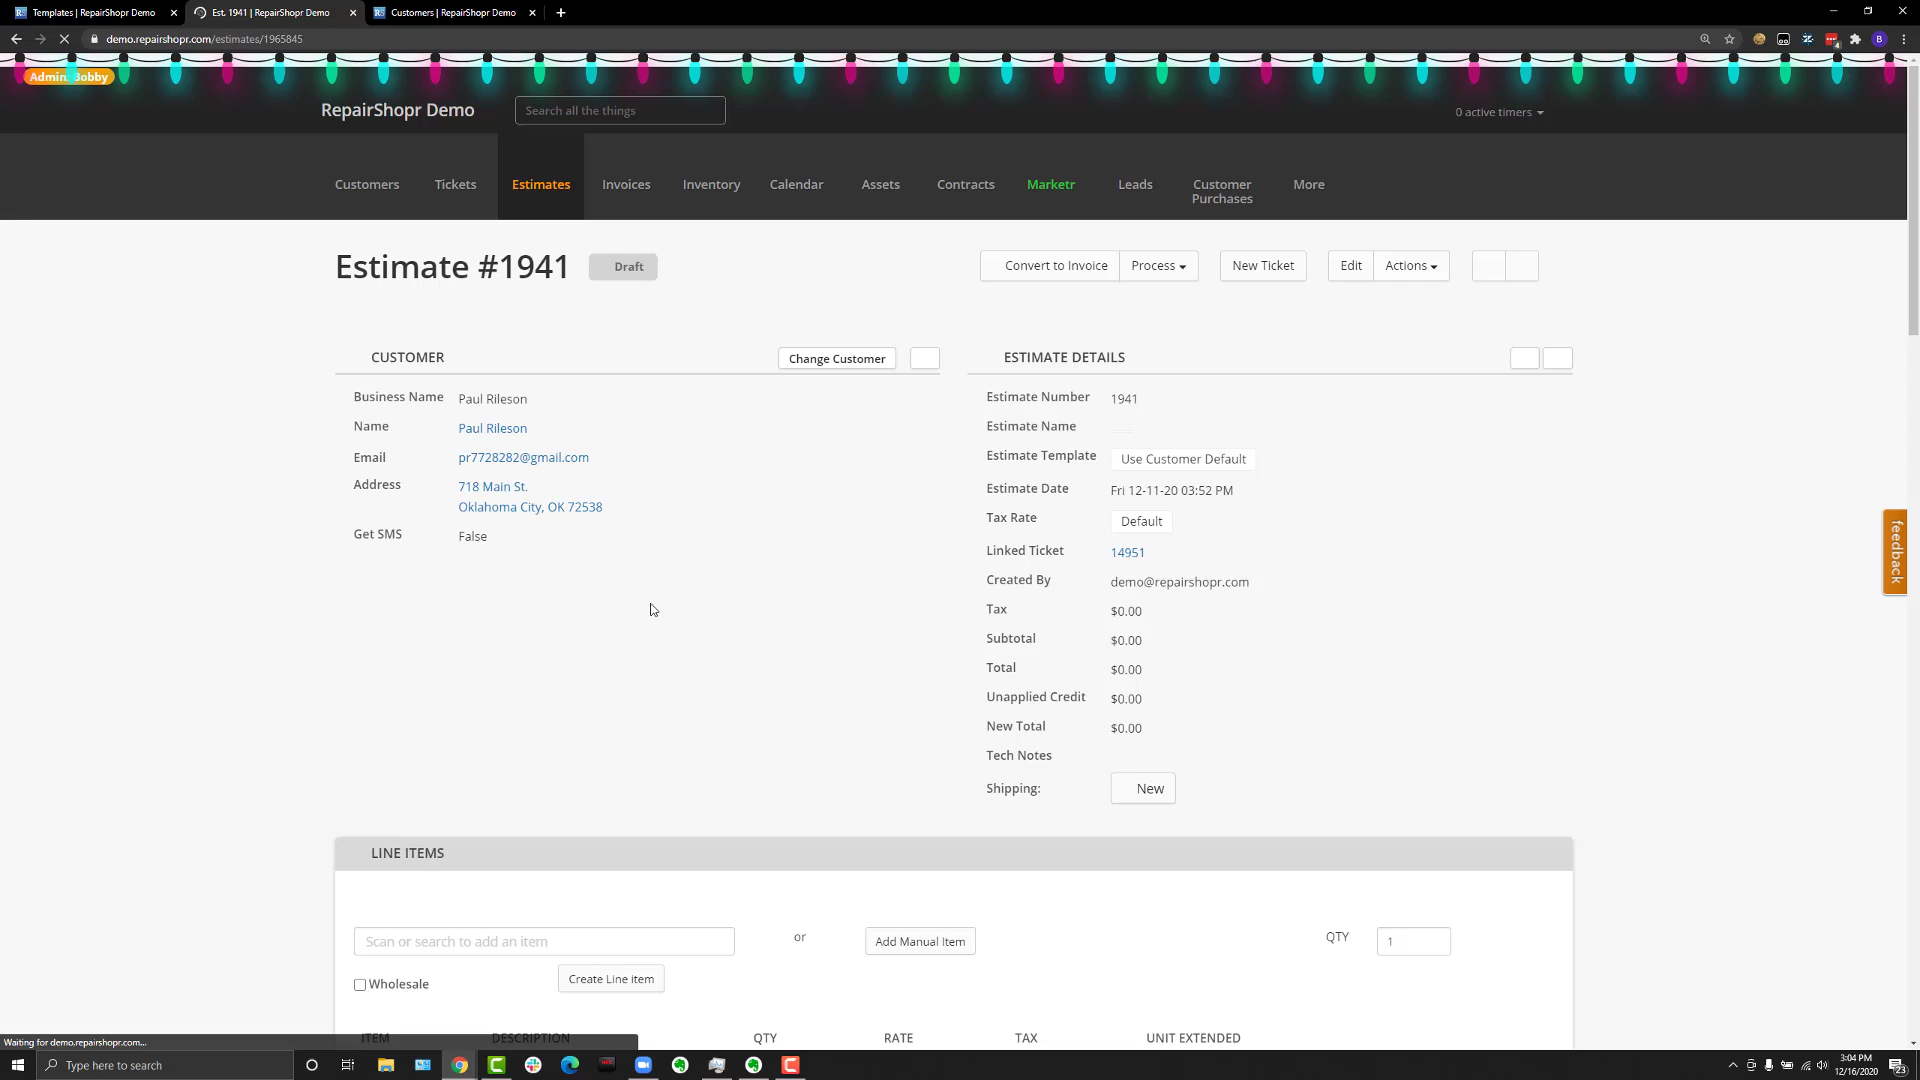 Templates | RepairShopr Demo
Est. 1941 | RepairShopr Demo
Customers | RepairShopr Demo
demo.repairshopr.com/estimates/1965845
Admin: Bobby
RepairShopr Demo
Search all the things
0 active timers
Customers
Tickets
Estimates
Invoices
Inventory
Calendar
Assets
Contracts
Marketr
Leads
Customer
Purchases
More
Estimate #1941
Draft
Convert to Invoice
Process
New Ticket
Edit
Actions
CUSTOMER
Change Customer
Business Name Paul Rileson
Name Paul Rileson
Email pr7728282@gmail.com
Address 718 Main St.
Oklahoma City, OK 72538
Get SMS False
ESTIMATE DETAILS
Estimate Number 1941
Estimate Name
Estimate Template Use Customer Default
Estimate Date Fri 12-11-20 03:52 PM
Tax Rate Default
Linked Ticket 14951
Created By demo@repairshopr.com
Tax $0.00
Subtotal $0.00
Total $0.00
Unapplied Credit $0.00
New Total $0.00
Tech Notes
Shipping: New
feedback
LINE ITEMS
Scan or search to add an item
or
Add Manual Item
QTY 1
Wholesale
Create Line item
ITEM DESCRIPTION QTY RATE TAX UNIT EXTENDED
Waiting for demo.repairshopr.com...
Type here to search
3:04 PM
12/16/2020
23